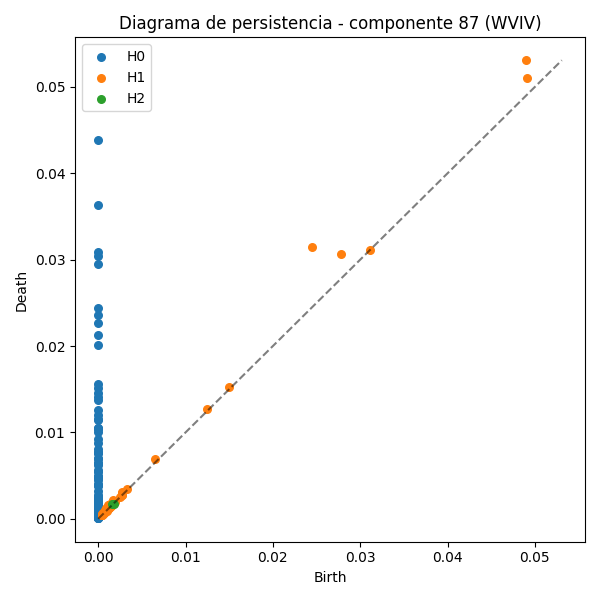 Diagrama de persistencia - componente 87 (WVIV)
H0
H1
H2
0.05
0.04
0.03
0.02
0.01
0.00
Death
0.00 0.01 0.02 0.03 0.04 0.05
Birth